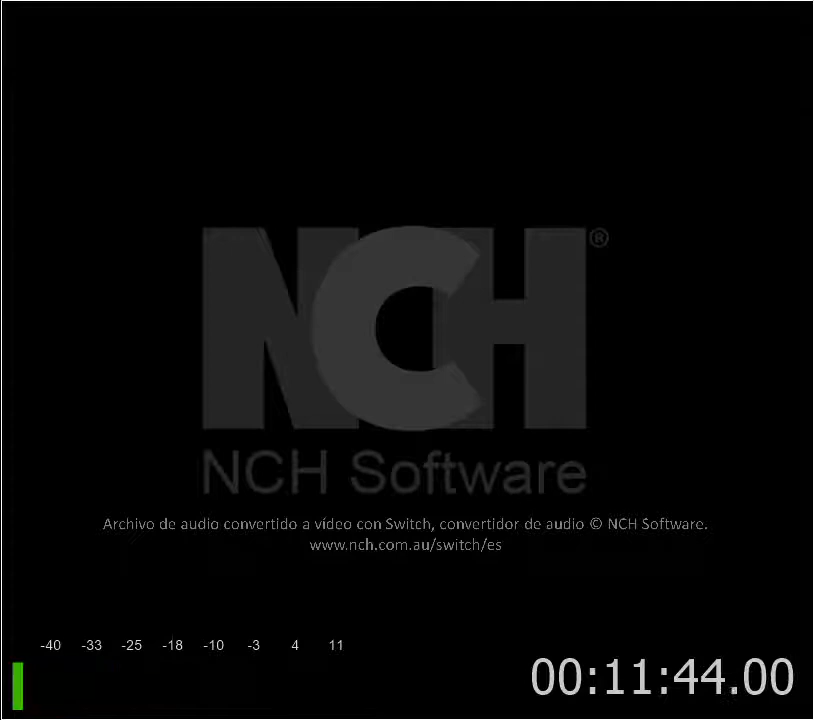 NCH®
NCH Software
Archivo de audio convertido a vídeo con Switch, convertidor de audio © NCH Software.
www.nch.com.au/switch/es
-40 -33 -25 -18 -10 -3 4 11
00:11:44.00